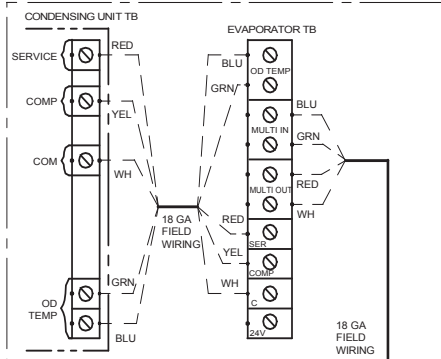 CONDENSING UNIT TB
EVAPORATOR TB
SERVICE
RED
COMP
YEL
COM
WH
OD
TEMP
GRN
BLU
18 GA
FIELD
WIRING
BLU
OD TEMP
GRN
MULTI IN
BLU
GRN
MULTI OUT
RED
WH
RED
SER
YEL
COMP
WH
C
24V
18 GA
FIELD
WIRING